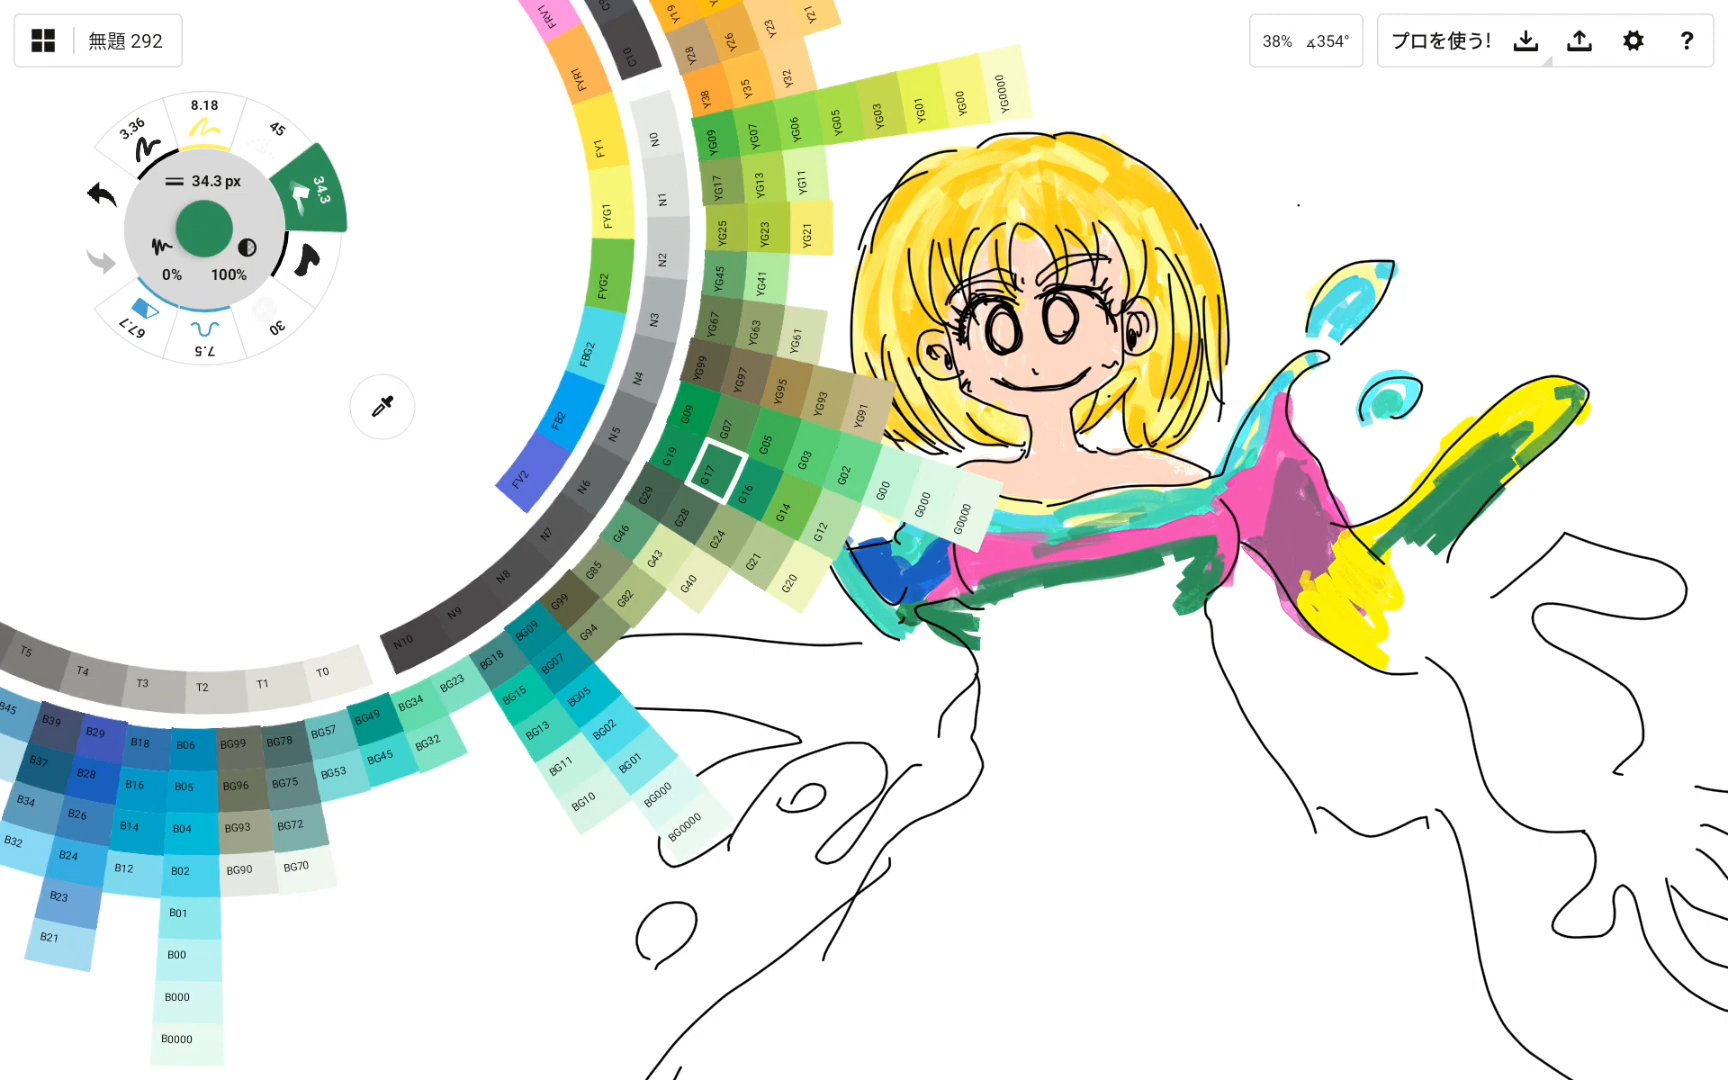 無題 292
38% ∡354°
プロを使う! ?
8.18
3.36
45
34.3
34.3 px
0% 100%
67.7
7.5
30
FRV1
FYR1
FY1
FYG1
FYG2
FBG2
FB2
FV2
C10
N0
N1
N2
N3
N4
N5
N6
N7
N8
N9
N10
T5
T4
T3
T2
T1
T0
Y19
Y28 Y26 Y23 Y21
Y38 Y35 Y32
YG09 YG07 YG06 YG05 YG03 YG01 YG00 YG0000
YG17 YG13 YG11
YG25 YG23 YG21
YG45 YG41
YG67 YG63 YG61
YG99 YG97 YG95 YG93 YG91
G09 G07 G05 G03 G02 G00 G000 G0000
G19 G17 G16 G14 G12
G29 G28 G24 G21 G20
G46 G43 G40
G85 G82
G99 G94
BG09 BG07 BG05 BG02 BG01 BG000 BG0000
BG18 BG15 BG13 BG11 BG10
BG23
BG34 BG32
BG49 BG45
BG57 BG53
BG78 BG75 BG72 BG70
BG99 BG96 BG93 BG90
B06 B05 B04 B02 B01 B00 B000 B0000
B18 B16 B14 B12
B29 B28 B26 B24 B23 B21
B39 B37 B34 B32
B45